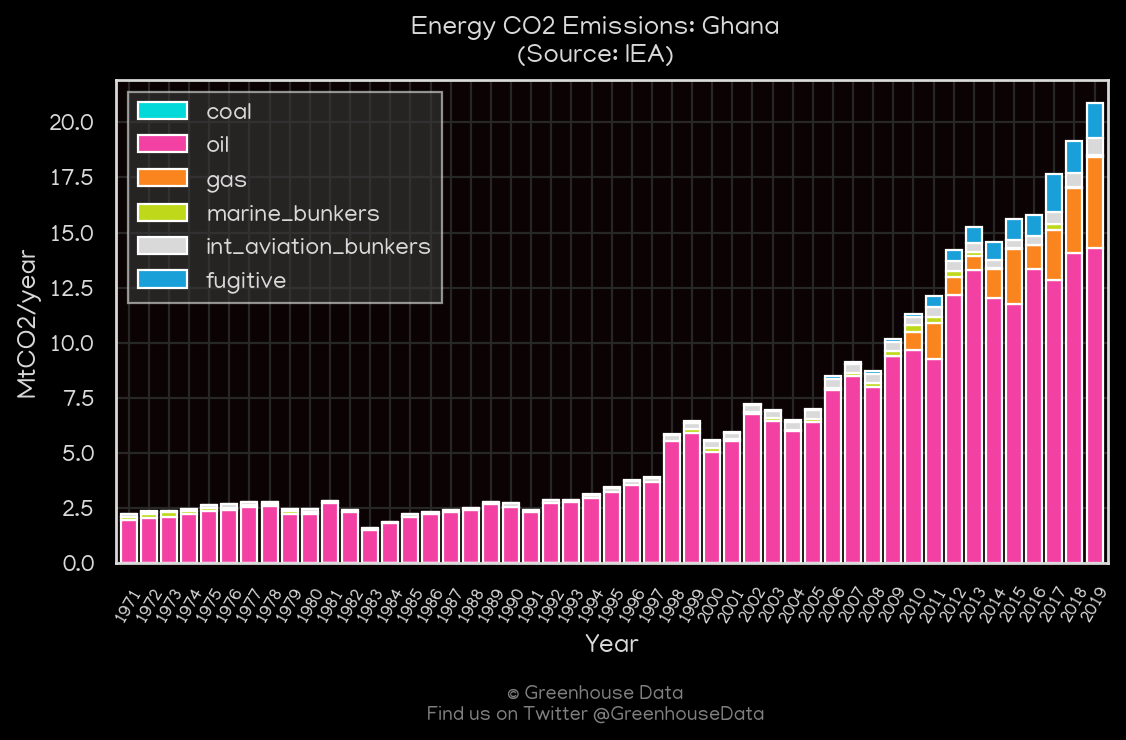 Energy CO2 Emissions: Ghana
(Source: IEA)
coal
oil
gas
marine_bunkers
int_aviation_bunkers
fugitive
MtCO2/year
20.0
17.5
15.0
12.5
10.0
7.5
5.0
2.5
0.0
1971 1972 1973 1974 1975 1976 1977 1978 1979 1980 1981 1982 1983 1984 1985 1986 1987 1988 1989 1990 1991 1992 1993 1994 1995 1996 1997 1998 1999 2000 2001 2002 2003 2004 2005 2006 2007 2008 2009 2010 2011 2012 2013 2014 2015 2016 2017 2018 2019
Year
© Greenhouse Data
Find us on Twitter @GreenhouseData